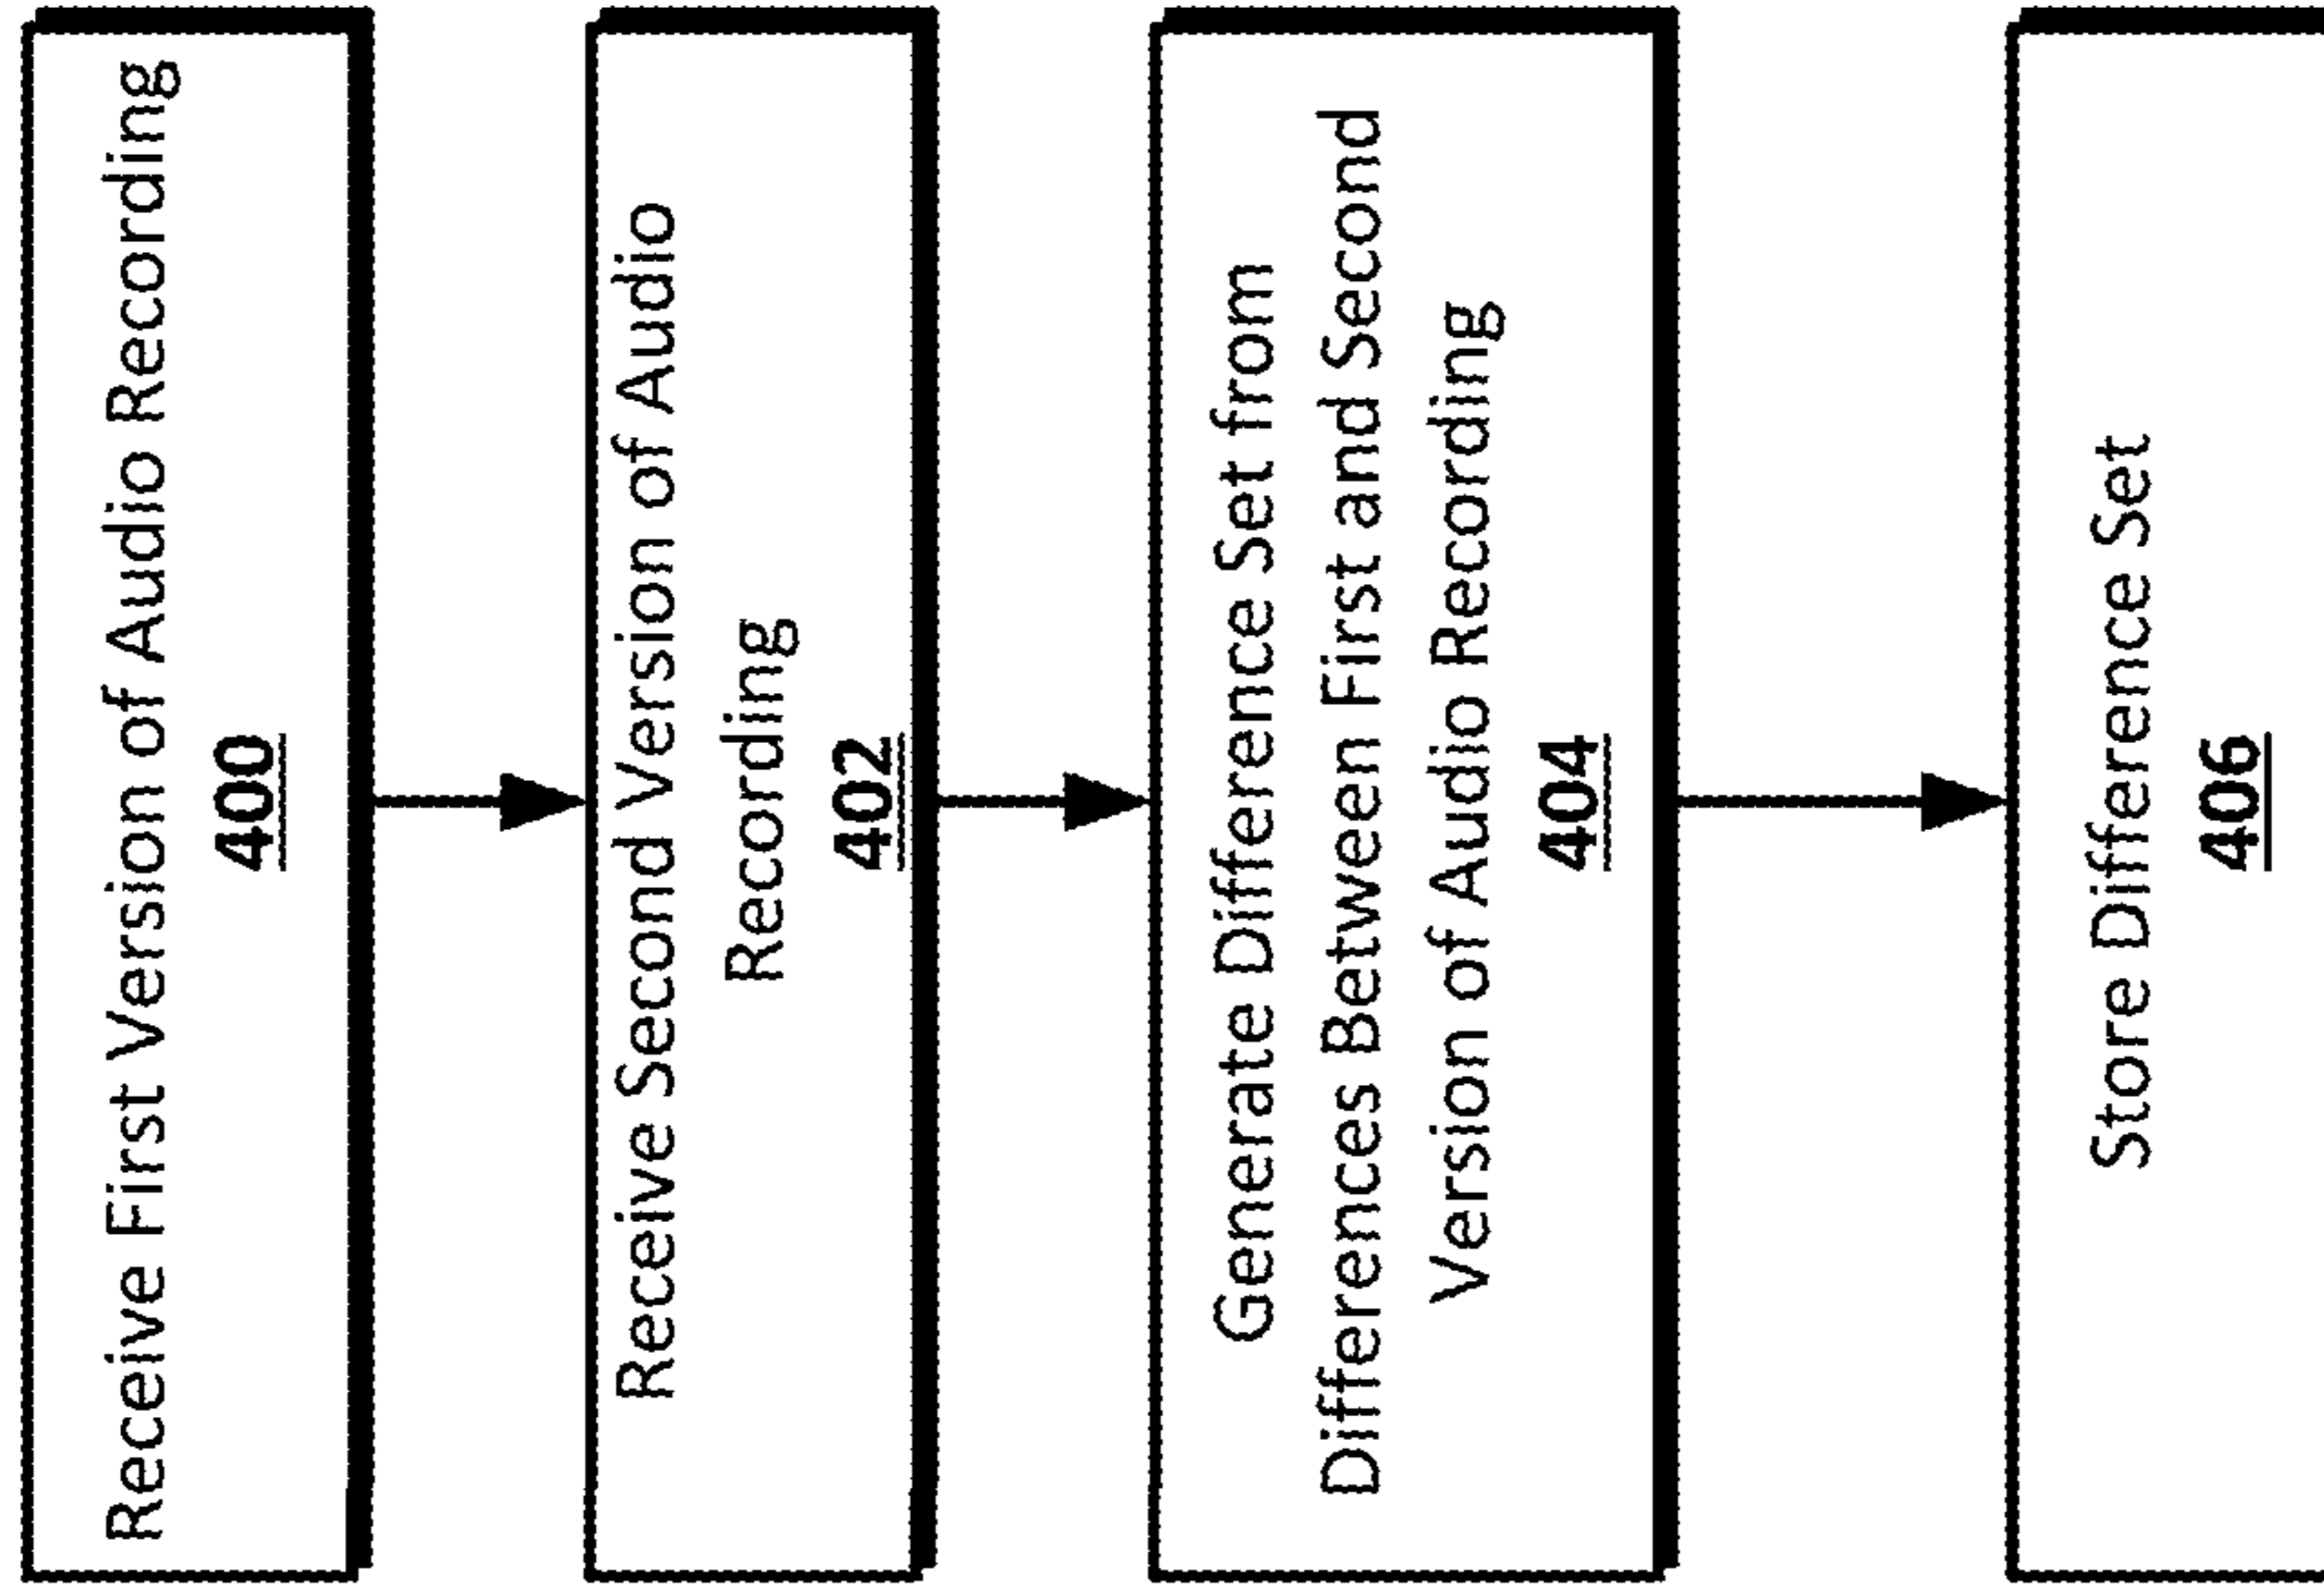 Receive First Version of Audio Recording
400
Receive Second Version of Audio
Recording
402
Generate Difference Set from
Differences Between First and Second
Version of Audio Recording
404
Store Difference Set
406